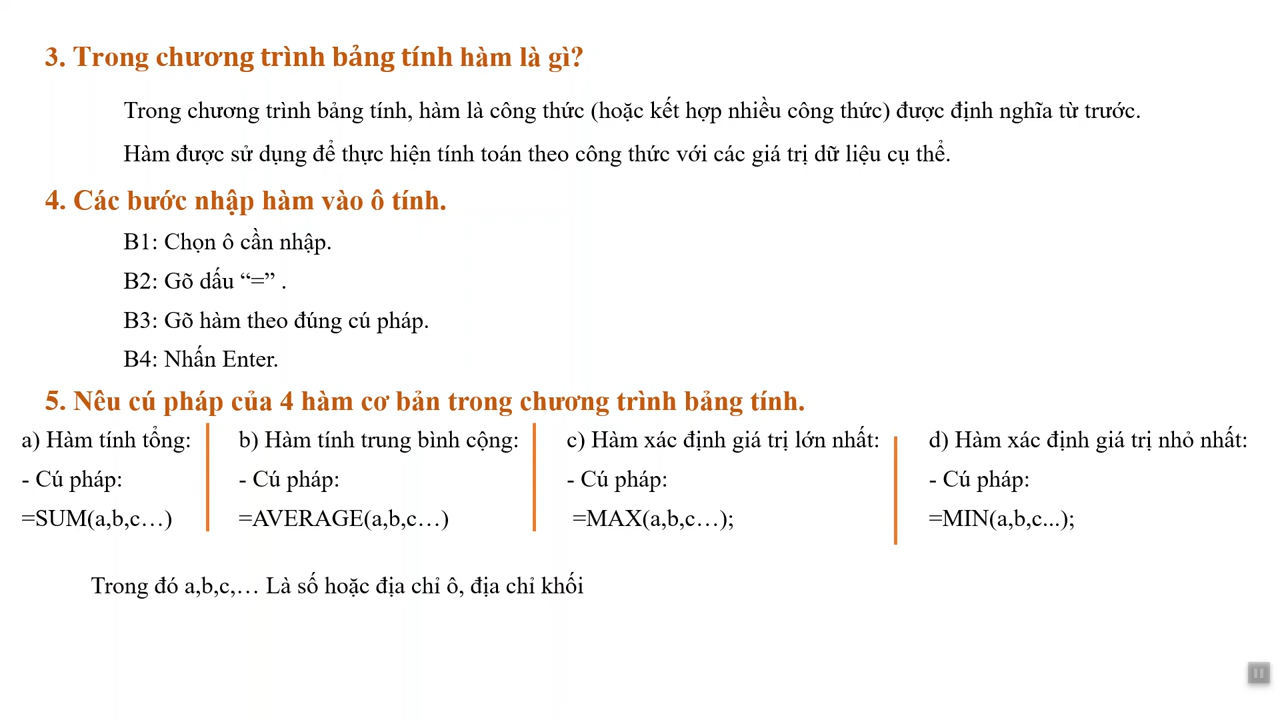 3. Trong chương trình bảng tính hàm là gì?
Trong chương trình bảng tính, hàm là công thức (hoặc kết hợp nhiều công thức) được định nghĩa từ trước.
Hàm được sử dụng để thực hiện tính toán theo công thức với các giá trị dữ liệu cụ thể.
4. Các bước nhập hàm vào ô tính.
B1: Chọn ô cần nhập.
B2: Gõ dấu “=” .
B3: Gõ hàm theo đúng cú pháp.
B4: Nhấn Enter.
5. Nêu cú pháp của 4 hàm cơ bản trong chương trình bảng tính.
a) Hàm tính tổng:
- Cú pháp:
=SUM(a,b,c…)
b) Hàm tính trung bình cộng:
- Cú pháp:
=AVERAGE(a,b,c…)
c) Hàm xác định giá trị lớn nhất:
- Cú pháp:
=MAX(a,b,c…);
d) Hàm xác định giá trị nhỏ nhất:
- Cú pháp:
=MIN(a,b,c...);
Trong đó a,b,c,… Là số hoặc địa chỉ ô, địa chỉ khối